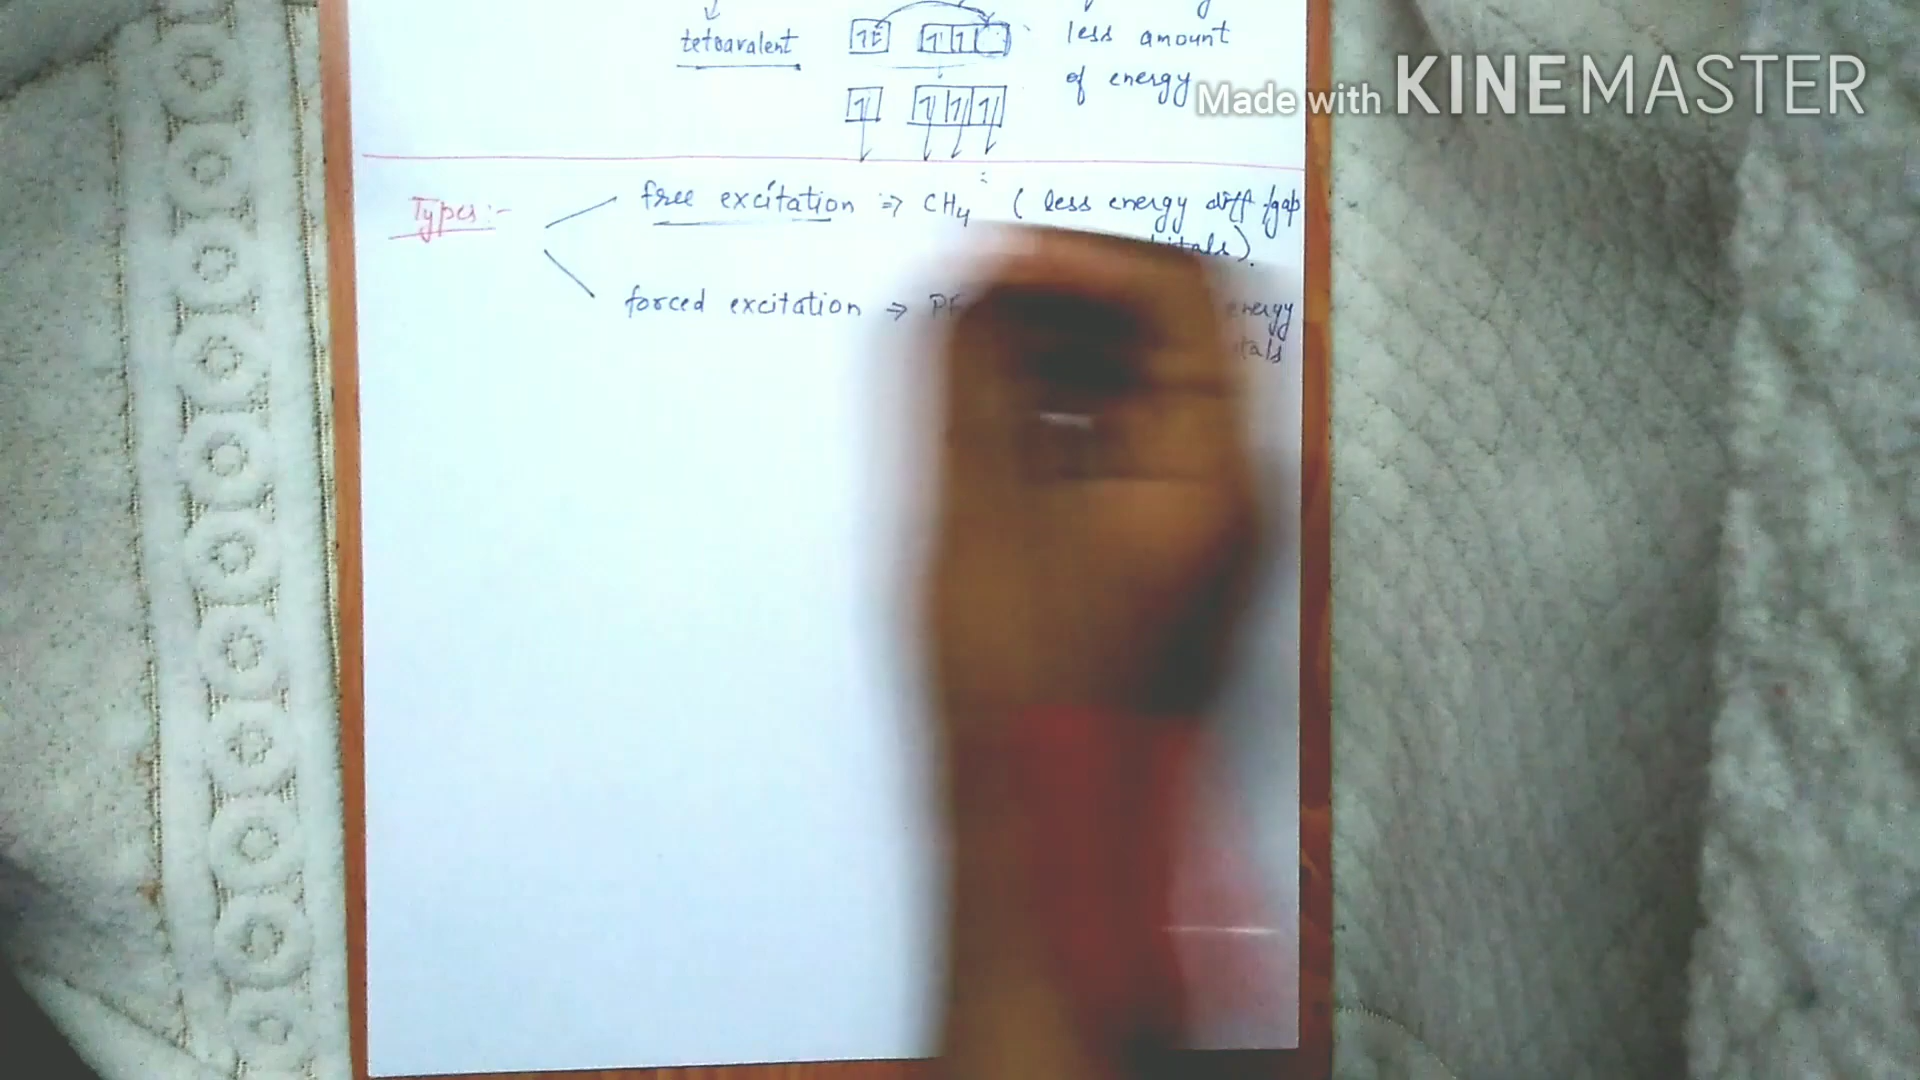 less amount
tetravalent
of energy
Made with KINEMASTER
Types:- free excitation ⇒ CH4 (less energy diff/gap
forced excitation ⇒ energy